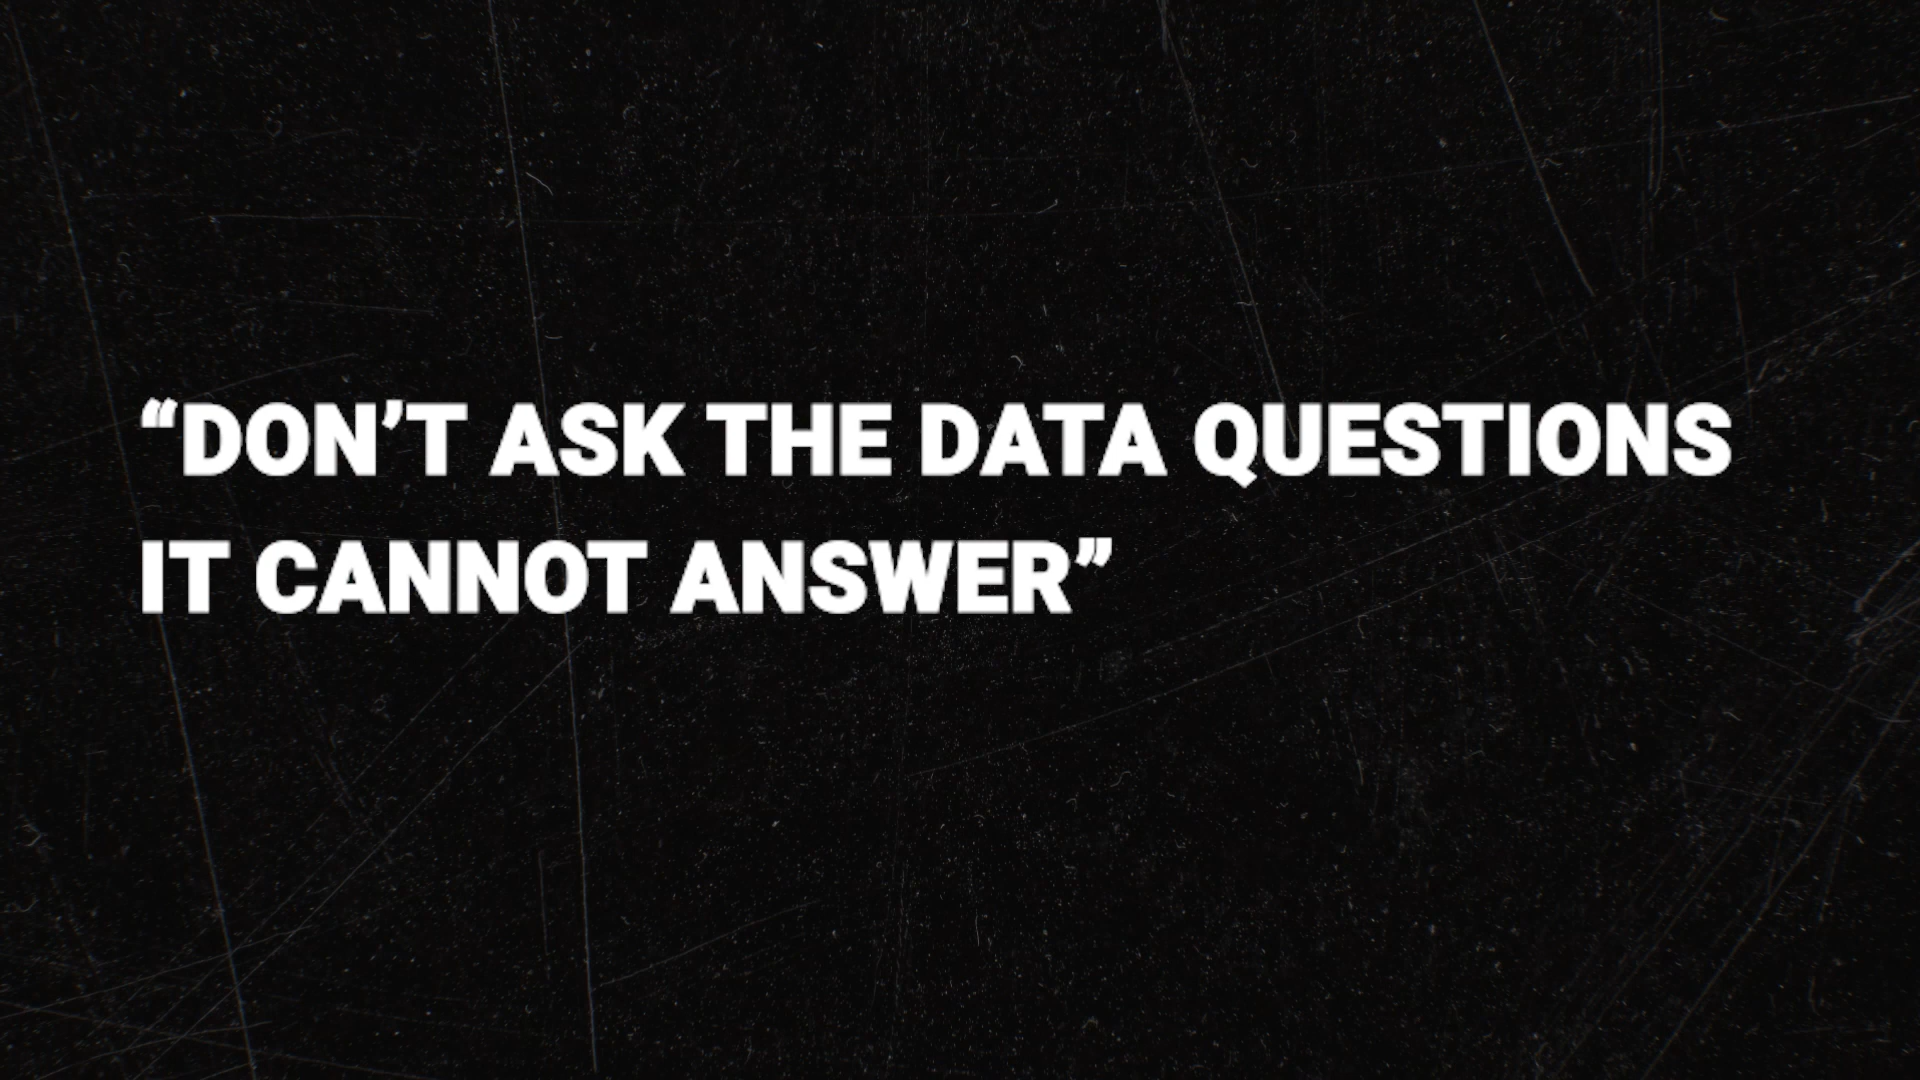 “DON’T ASK THE DATA QUESTIONS
IT CANNOT ANSWER”